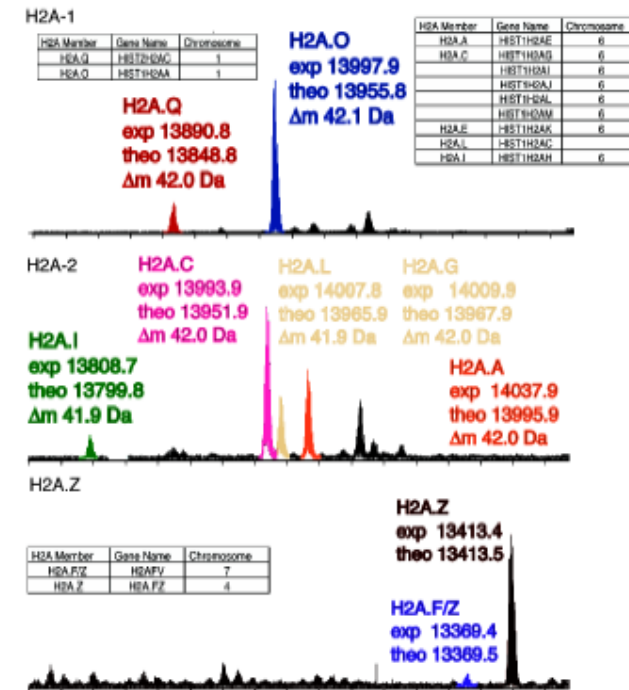 H2A-1
H2A Member Gene Name Chromosome
H2A.Q HIST2H2AC 1
H2A.O HIST1H2AA 1
H2A.Q
exp 13890.8
theo 13848.8
Δm 42.0 Da
H2A.O
exp 13997.9
theo 13955.8
Δm 42.1 Da
H2A Member Gene Name Chromosome
H2A.A HIST1H2AE 6
H2A.C HIST1H2AG 6
HIST1H2AI 6
HIST1H2AJ 6
HIST1H2AL 6
HIST1H2AM 6
H2A.E HIST1H2AK 6
H2A.L HIST1H2AC
H2A.I HIST1H2AH 6
H2A-2
H2A.I
exp 13808.7
theo 13799.8
Δm 41.9 Da
H2A.C
exp 13993.9
theo 13951.9
Δm 42.0 Da
H2A.L
exp 14007.8
theo 13965.9
Δm 41.9 Da
H2A.G
exp 14009.9
theo 13967.9
Δm 42.0 Da
H2A.A
exp 14037.9
theo 13995.9
Δm 42.0 Da
H2A.Z
H2A Member Gene Name Chromosome
H2A.F/Z H2AFV 7
H2A.Z H2A.FZ 4
H2A.Z
exp 13413.4
theo 13413.5
H2A.F/Z
exp 13369.4
theo 13369.5